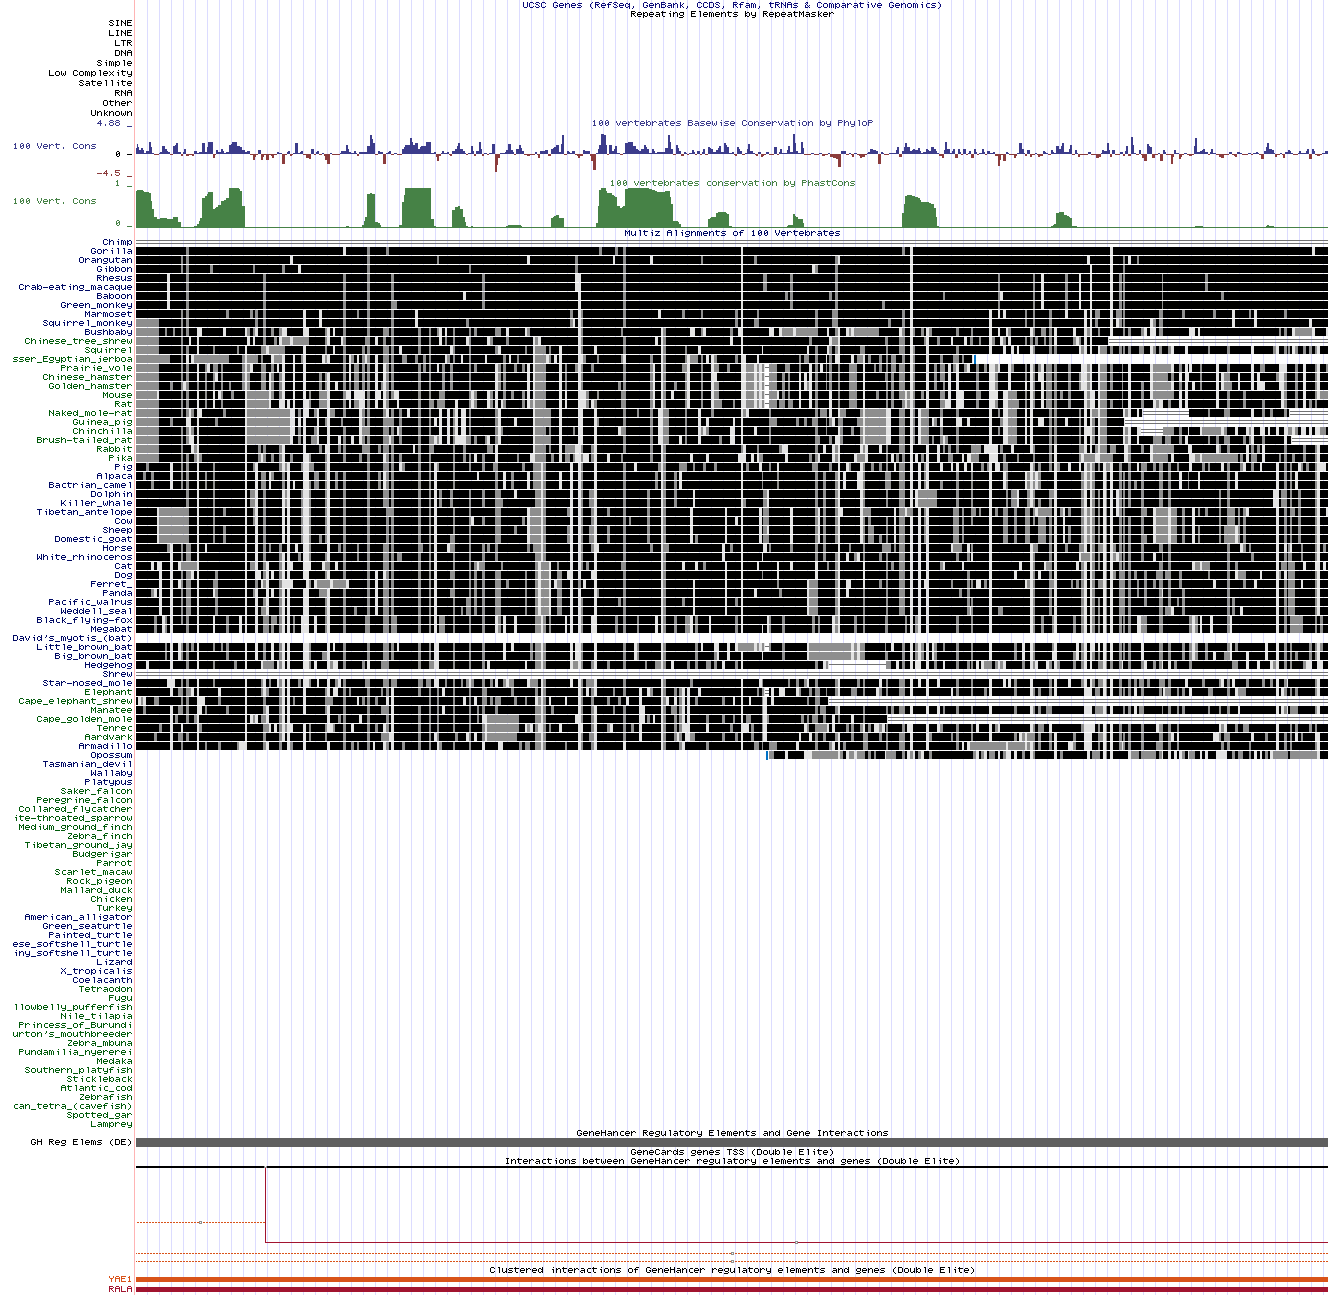 UCSC Genes (RefSeq, GenBank, CCDS, Rfam, tRNAs & Comparative Genomics)
Repeating Elements by RepeatMasker
SINE
LINE
LTR
DNA
Simple
Low Complexity
Satellite
RNA
Other
Unknown
4.88 _
100 vertebrates Basewise Conservation by PhyloP
100 Vert. Cons
0 _
-4.5 _
1 _
100 vertebrates conservation by PhastCons
100 Vert. Cons
0 _
Multiz Alignments of 100 Vertebrates
Chimp
Gorilla
Orangutan
Gibbon
Rhesus
Crab-eating_macaque
Baboon
Green_monkey
Marmoset
Squirrel_monkey
Bushbaby
Chinese_tree_shrew
Squirrel
sser_Egyptian_jerboa
Prairie_vole
Chinese_hamster
Golden_hamster
Mouse
Rat
Naked_mole-rat
Guinea_pig
Chinchilla
Brush-tailed_rat
Rabbit
Pika
Pig
Alpaca
Bactrian_camel
Dolphin
Killer_whale
Tibetan_antelope
Cow
Sheep
Domestic_goat
Horse
White_rhinoceros
Cat
Dog
Ferret_
Panda
Pacific_walrus
Weddell_seal
Black_flying-fox
Megabat
David's_myotis_(bat)
Little_brown_bat
Big_brown_bat
Hedgehog
Shrew
Star-nosed_mole
Elephant
Cape_elephant_shrew
Manatee
Cape_golden_mole
Tenrec
Aardvark
Armadillo
Opossum
Tasmanian_devil
Wallaby
Platypus
Saker_falcon
Peregrine_falcon
Collared_flycatcher
ite-throated_sparrow
Medium_ground_finch
Zebra_finch
Tibetan_ground_jay
Budgerigar
Parrot
Scarlet_macaw
Rock_pigeon
Mallard_duck
Chicken
Turkey
American_alligator
Green_seaturtle
Painted_turtle
ese_softshell_turtle
iny_softshell_turtle
Lizard
X_tropicalis
Coelacanth
Tetraodon
Fugu
llowbelly_pufferfish
Nile_tilapia
Princess_of_Burundi
urton's_mouthbreeder
Zebra_mbuna
Pundamilia_nyererei
Medaka
Southern_platyfish
Stickleback
Atlantic_cod
Zebrafish
can_tetra_(cavefish)
Spotted_gar
Lamprey
GeneHancer Regulatory Elements and Gene Interactions
GH Reg Elems (DE)
GeneCards genes TSS (Double Elite)
Interactions between GeneHancer regulatory elements and genes (Double Elite)
Clustered interactions of GeneHancer regulatory elements and genes (Double Elite)
YAE1
RALA